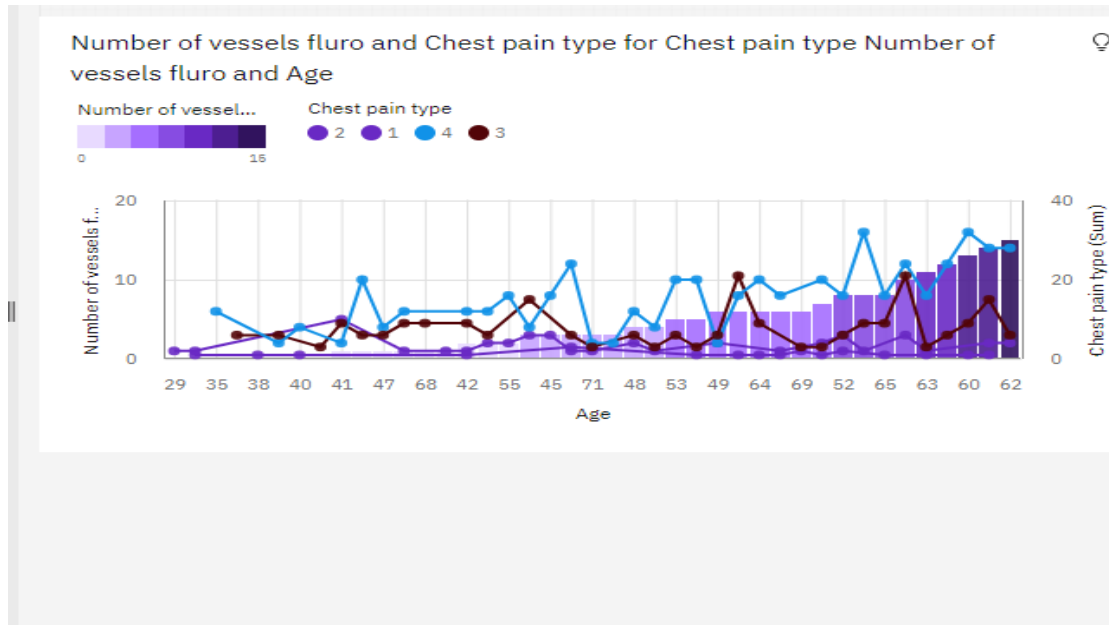 Number of vessels fluro and Chest pain type for Chest pain type Number of
vessels fluro and Age
Number of vessel... Chest pain type
2 1 4 3
0 15
20 40
10 20
0 0
Number of vessels f...
Chest pain type (Sum)
29 35 38 40 41 47 68 42 55 45 71 48 53 49 64 69 52 65 63 60 62
Age